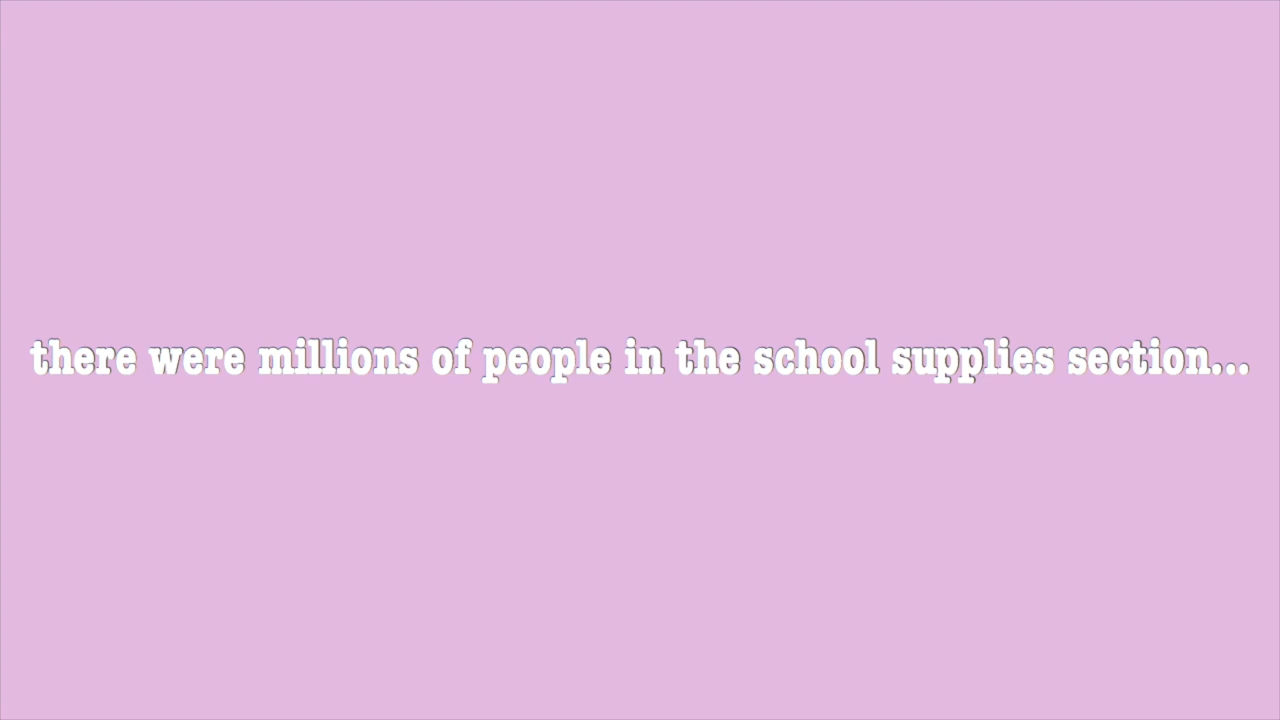 there were millions of people in the school supplies section...